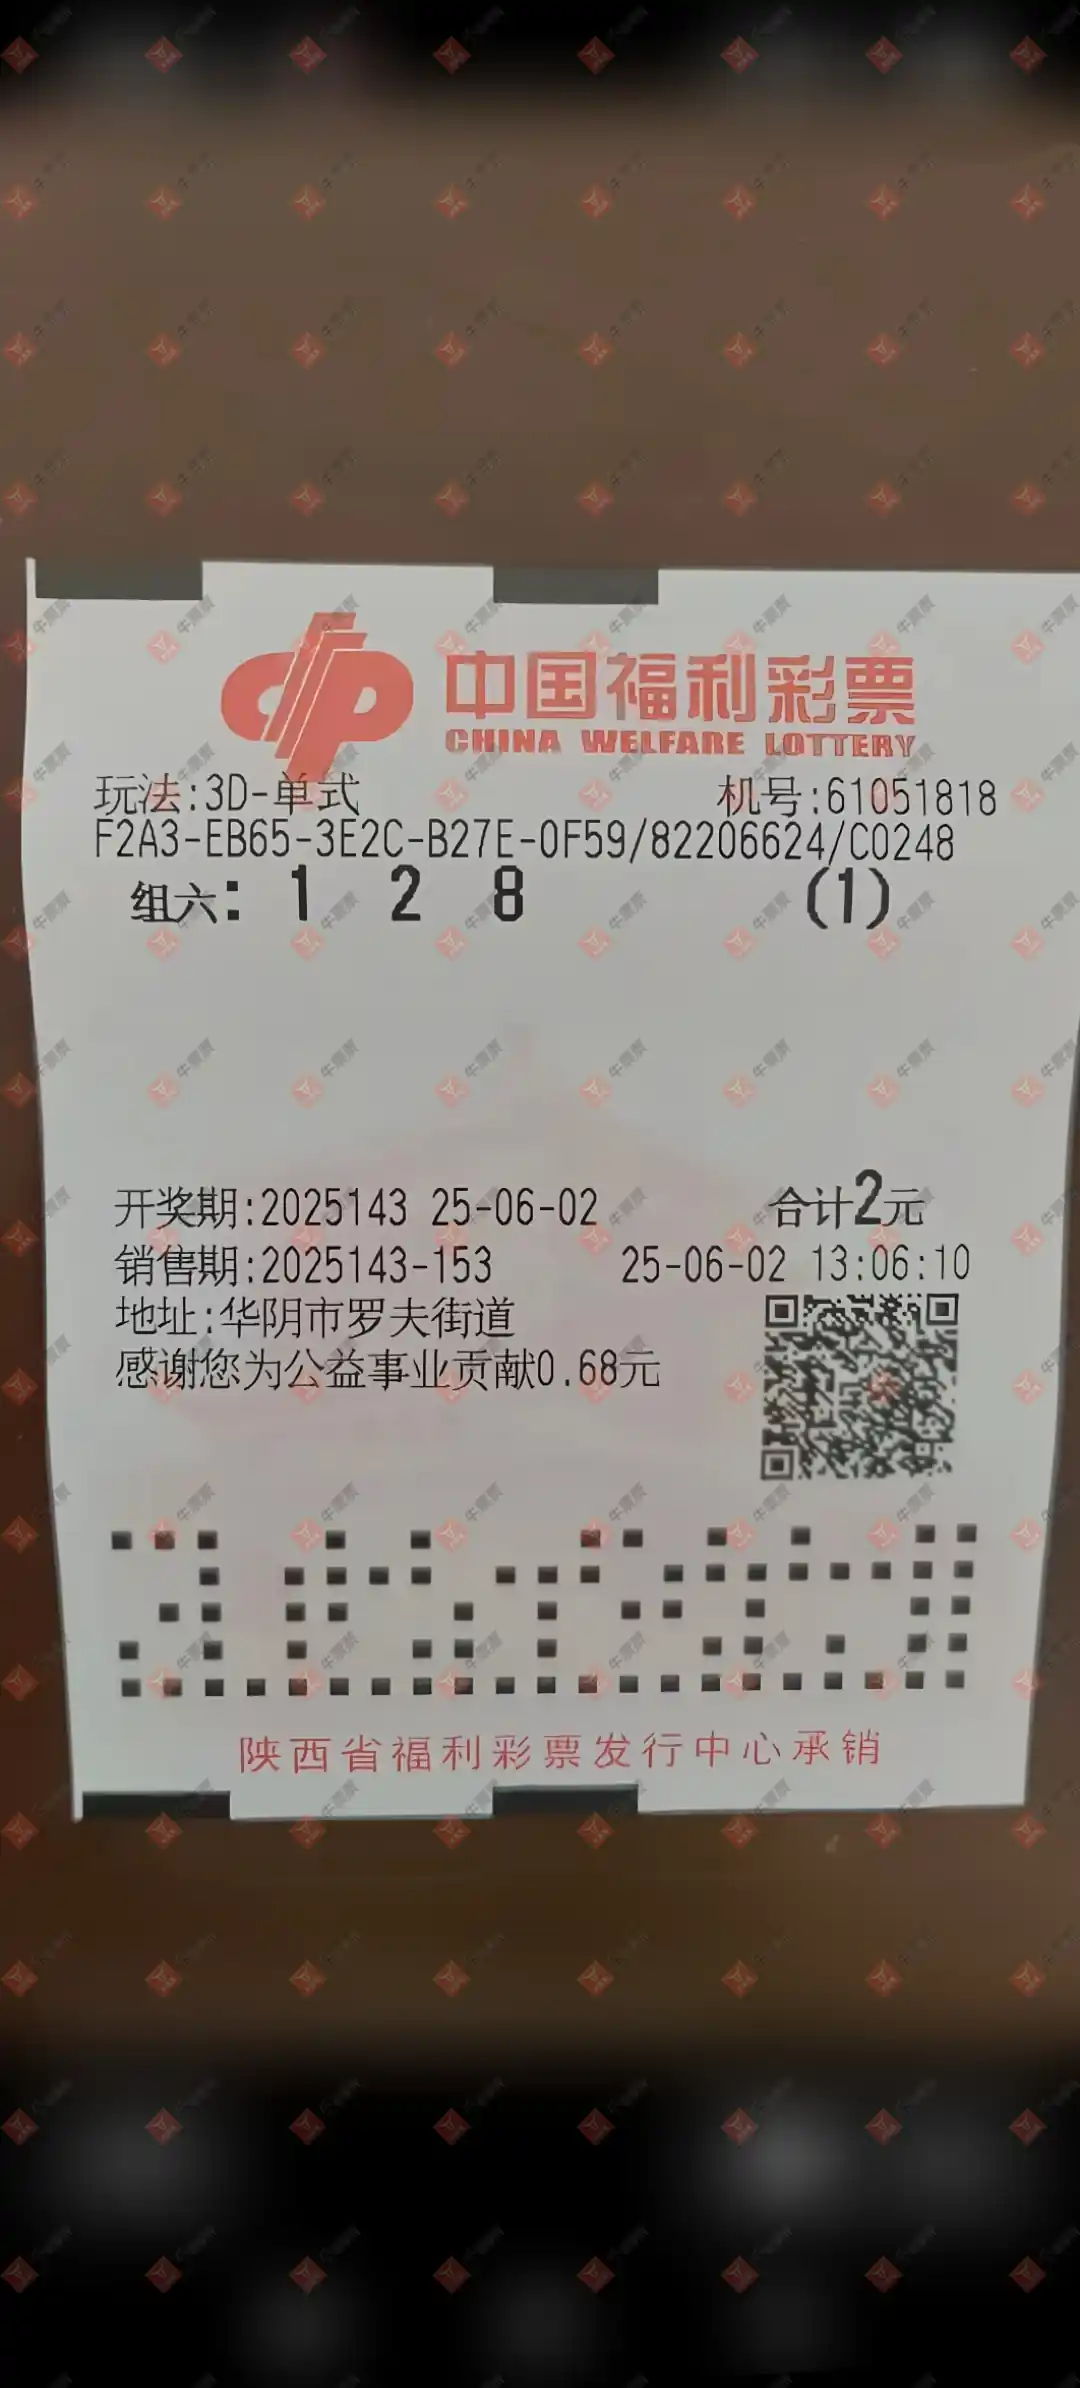 中国福利彩票
CHINA WELFARE LOTTERY
玩法:3D-单式 机号:61051818
F2A3-EB65-3E2C-B27E-0F59/82206624/C0248
组六: 1 2 8 (1)
开奖期:2025143 25-06-02 合计2元
销售期:2025143-153 25-06-02 13:06:10
地址:华阴市罗夫街道
感谢您为公益事业贡献0.68元
陕西省福利彩票发行中心承销
牛票票